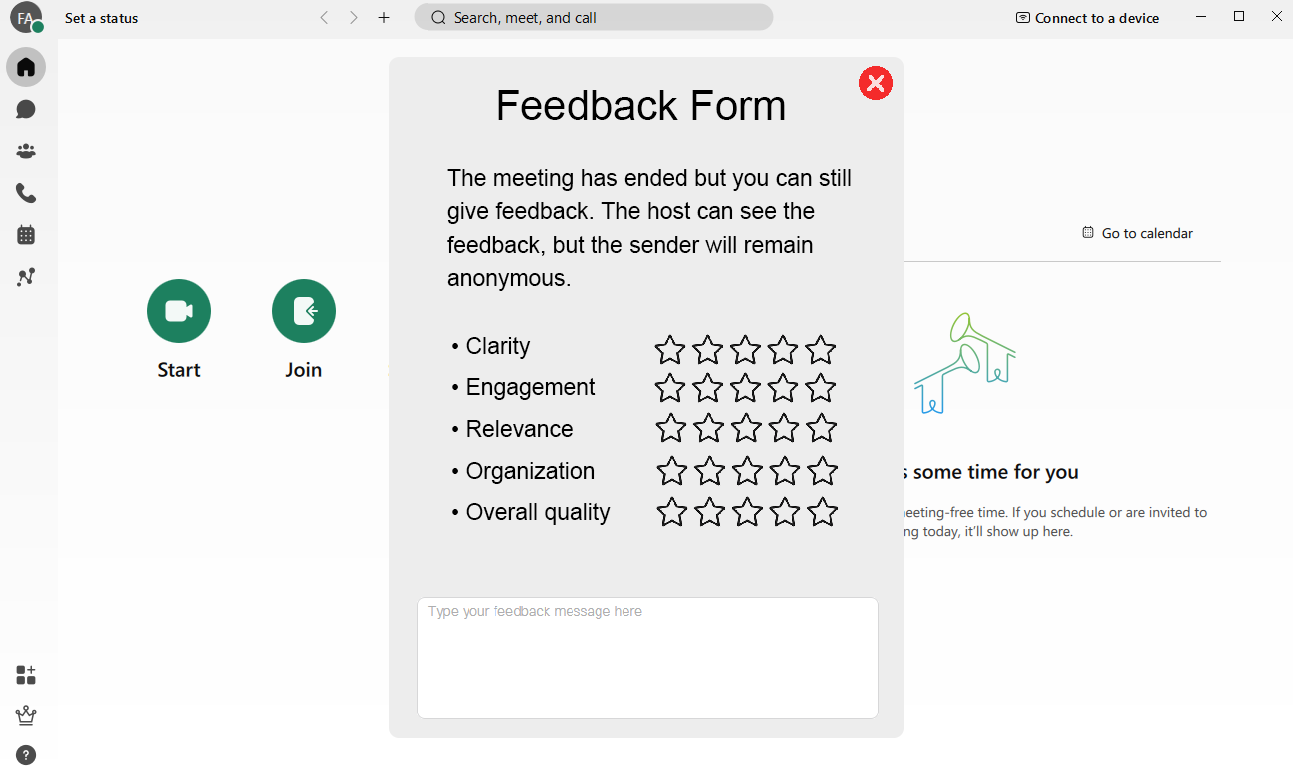 FA
Set a status
Search, meet, and call
Connect to a device
Feedback Form
The meeting has ended but you can still
give feedback. The host can see the
feedback, but the sender will remain
anonymous.
Go to calendar
Start
Join
• Clarity
• Engagement
• Relevance
• Organization
• Overall quality
some time for you
meeting-free time. If you schedule or are invited to
today, it'll show up here.
Type your feedback message here
?